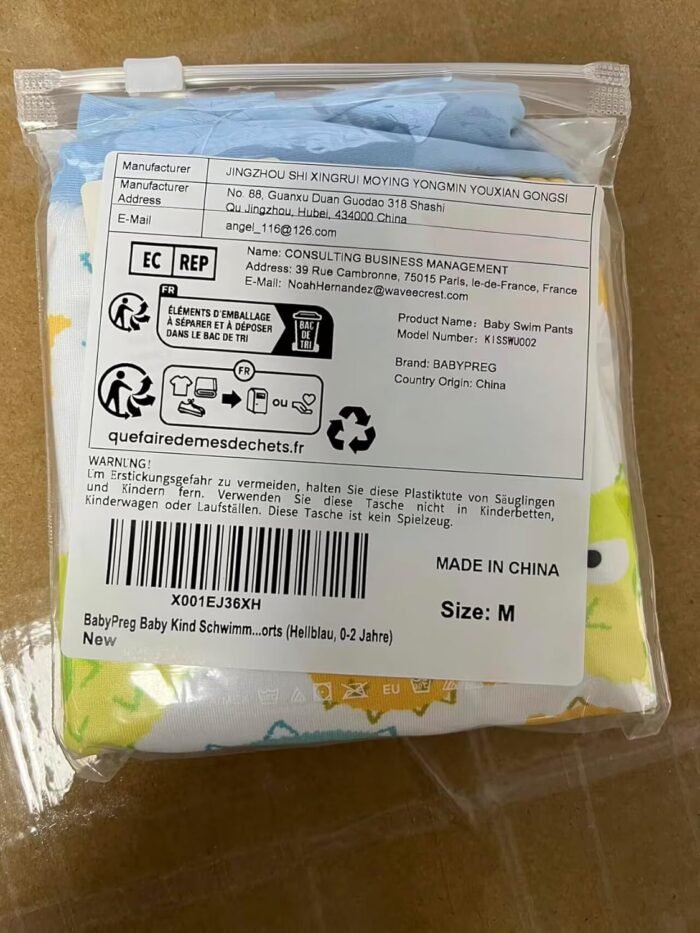 Manufacturer JINGZHOU SHI XINGRUI MOYING YONGMIN YOUXIAN GONGSI
Manufacturer Address No. 88, Guanxu Duan Guodao 318 Shashi
Qu Jingzhou, Hubei, 434000 China
E-Mail angel_116@126.com
EC REP
Name: CONSULTING BUSINESS MANAGEMENT
Address: 39 Rue Cambronne, 75015 Paris, le-de-France, France
E-Mail: NoahHernandez@waveecrest.com
FR
ÉLÉMENTS D'EMBALLAGE
À SÉPARER ET À DÉPOSER
DANS LE BAC DE TRI
BAC
DE
TRI
Product Name: Baby Swim Pants
Model Number: KISSWU002
Brand: BABYPREG
Country Origin: China
FR
ou
quefairedemesdechets.fr
WARNLNG!
Lm Erstickungsgefahr zu vermeiden, halten Sie diese Plastiktute von Säuglingen
und Kindern fern. Verwenden Sie diese Tasche nicht in Kinderbetten,
Kinderwagen oder Laufställen. Diese Tasche ist kein Spielzeug.
X001EJ36XH
BabyPreg Baby Kind Schwimm...orts (Hellblau, 0-2 Jahre)
New
MADE IN CHINA
Size: M
EU